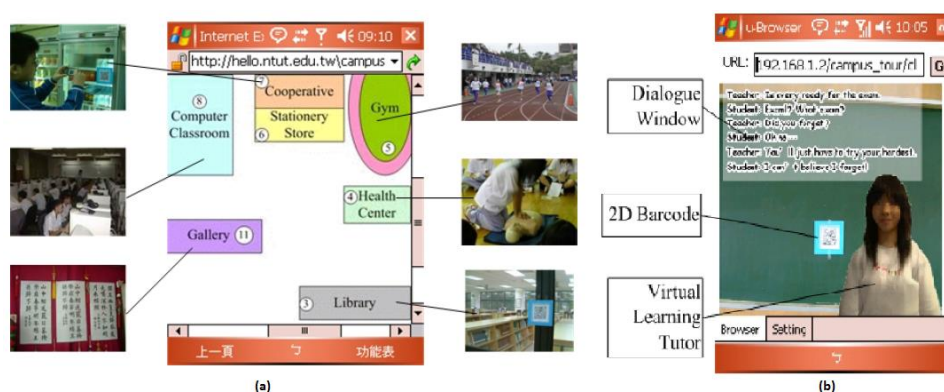 Internet Ex
09:10
http://hello.ntut.edu.tw\campus
8
Computer
Classroom
7
Cooperative
Stationery
Store
6
Gym
5
4
Health
Center
Gallery
11
3
Library
上一頁
功能表
(a)
Dialogue
Window
2D Barcode
Virtual
Learning
Tutor
u-Browser
10:05
URL:
192.168.1.2/campus_tour/cl
G
Teacher: Is every ready for the exam.
Student: Exam!? What exam?
Teacher: Did you forget?
Student: Oh no---
Teacher: You'll just have to try your hardest.
Student: I can't believe I forget!
Browser
Setting
(b)